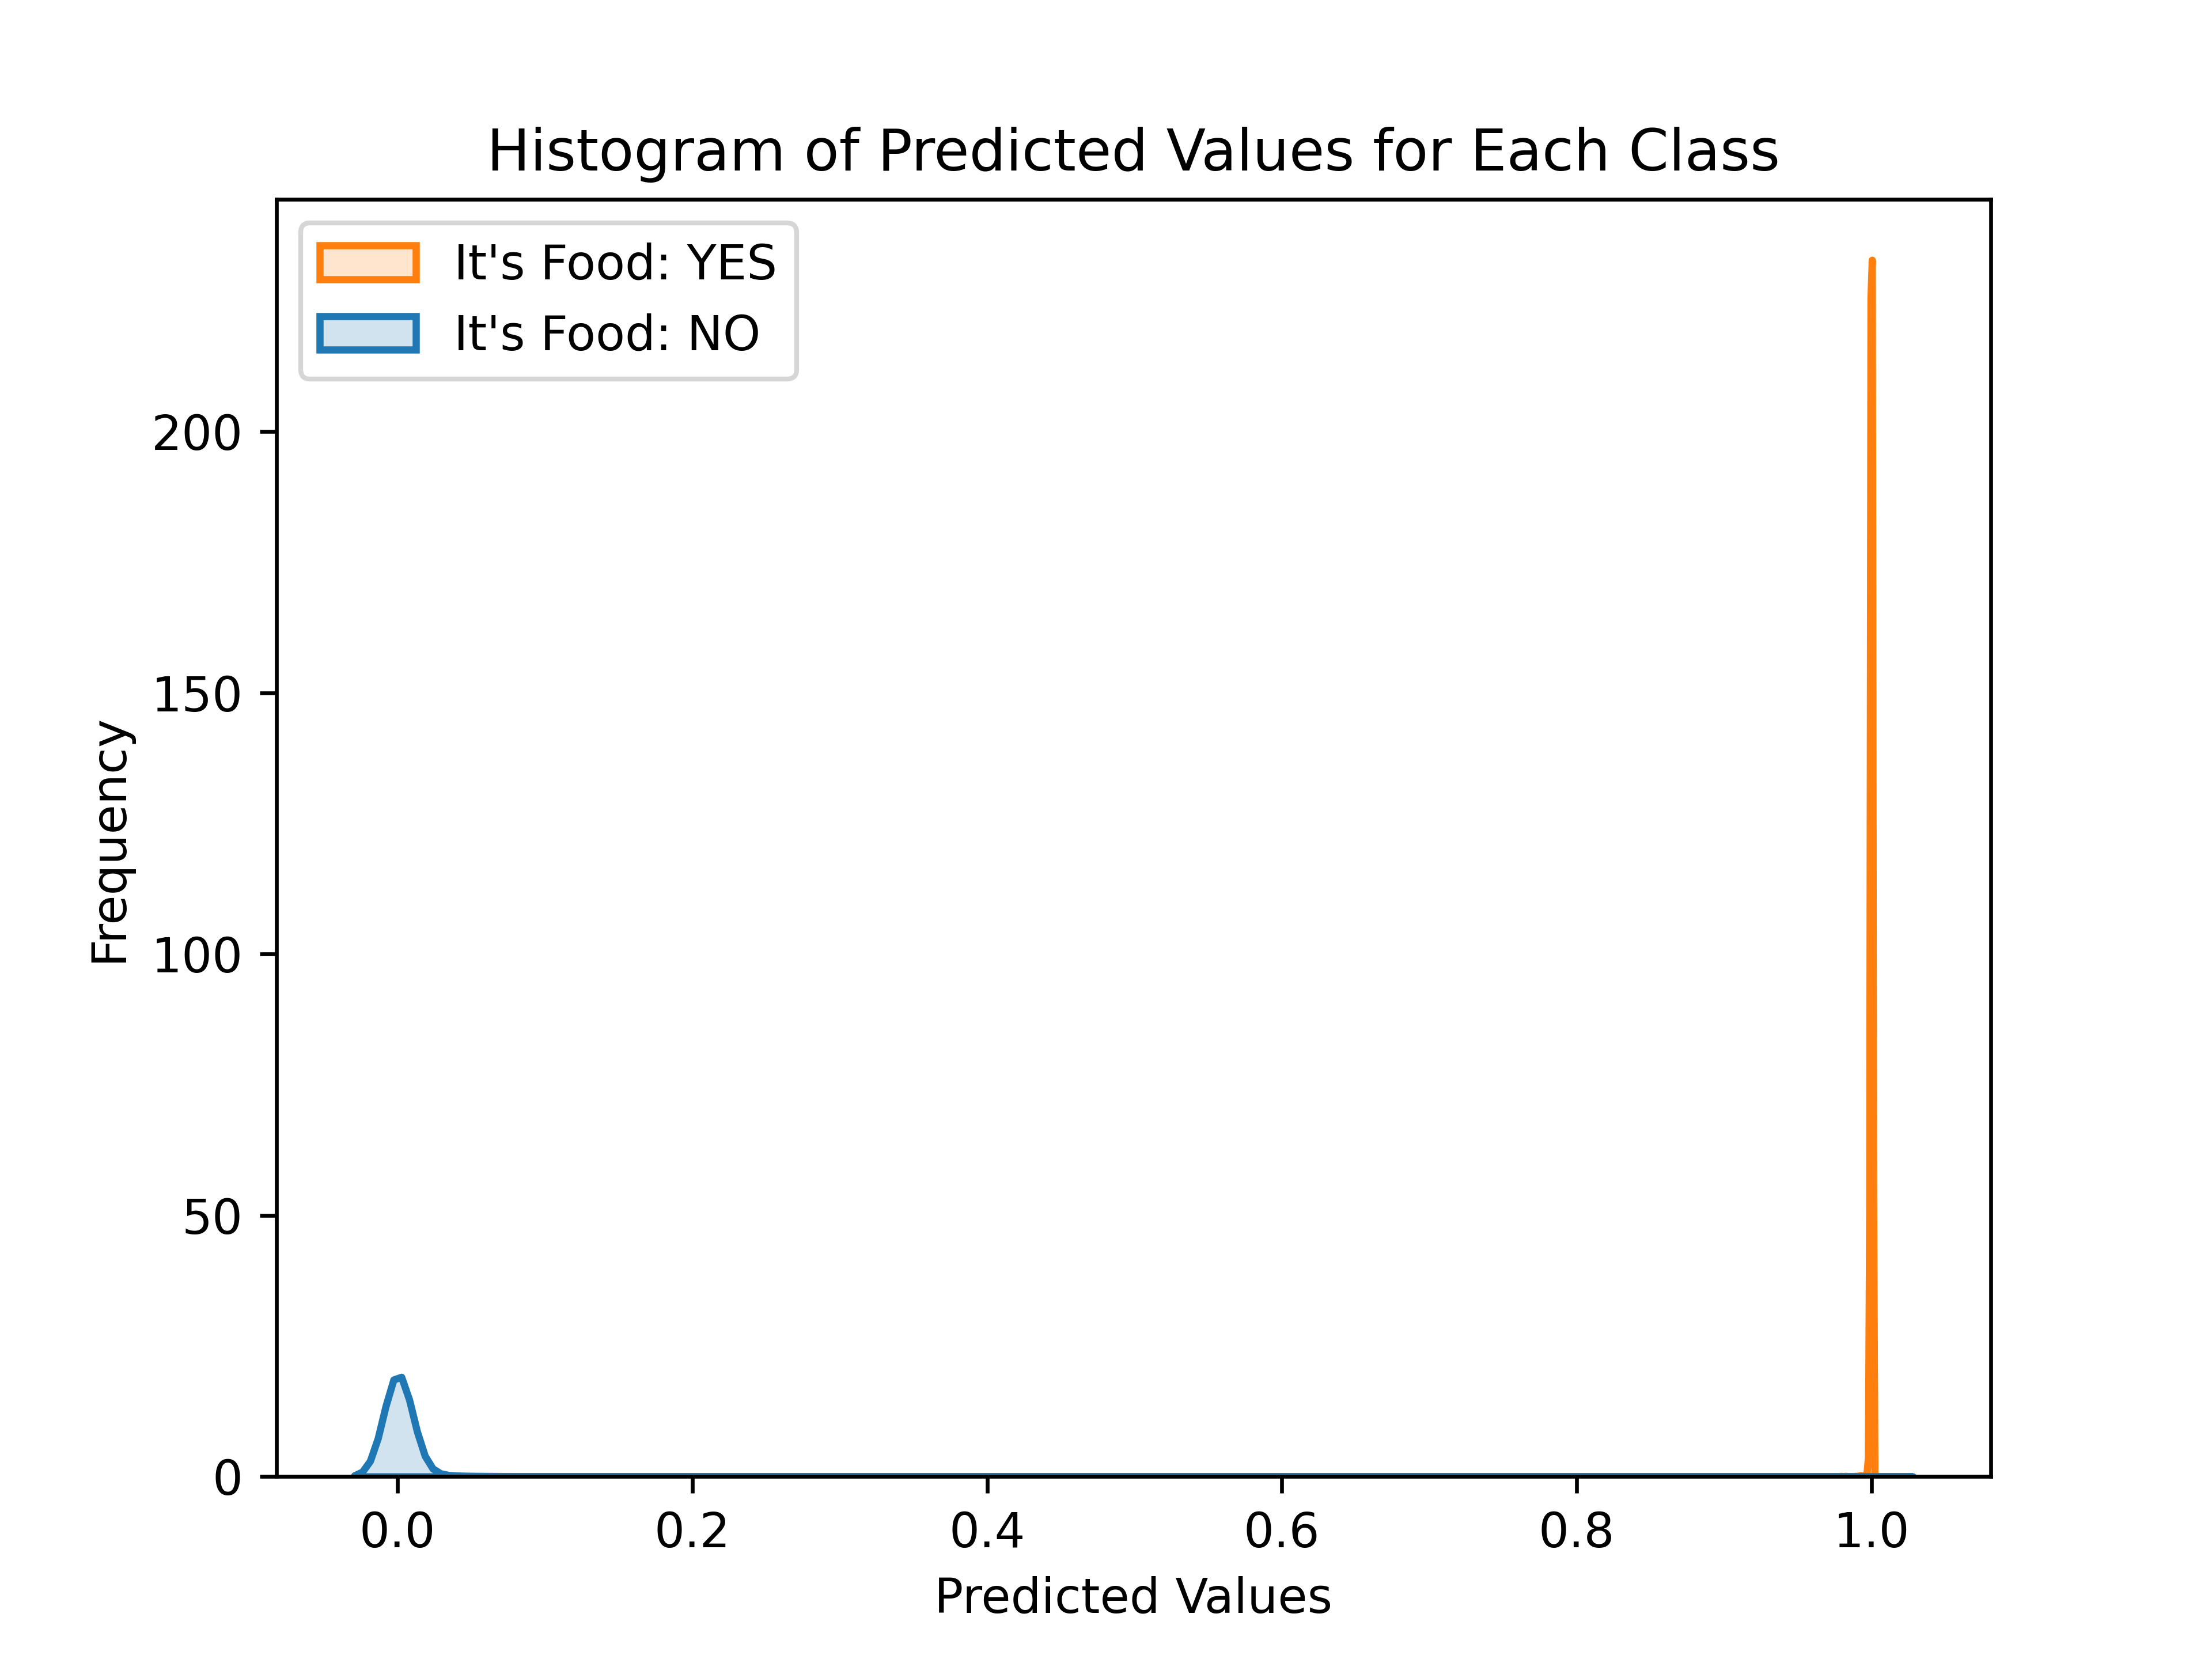 Histogram of Predicted Values for Each Class
It's Food: YES
It's Food: NO
200
150
100
50
0
Frequency
0.0 0.2 0.4 0.6 0.8 1.0
Predicted Values